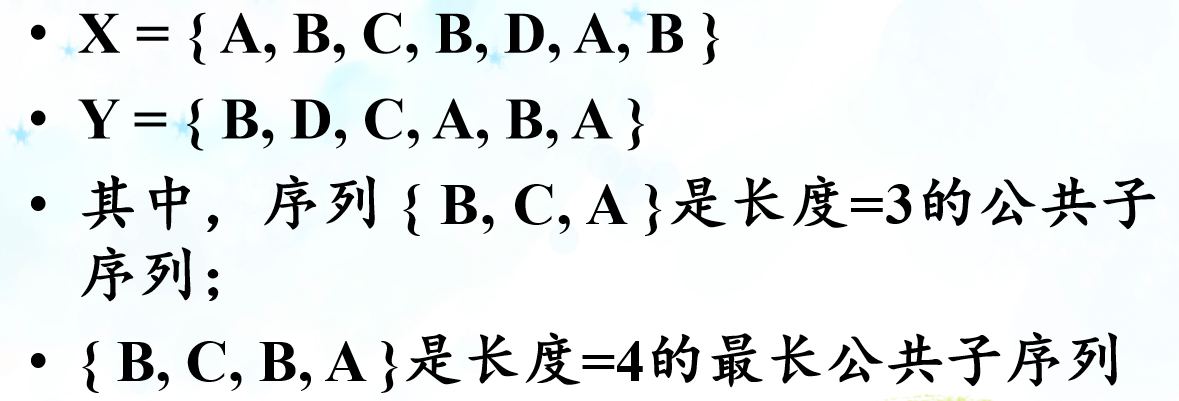 • X = { A, B, C, B, D, A, B }
• Y = { B, D, C, A, B, A }
• 其中，序列 { B, C, A }是长度=3的公共子
序列；
• { B, C, B, A }是长度=4的最长公共子序列